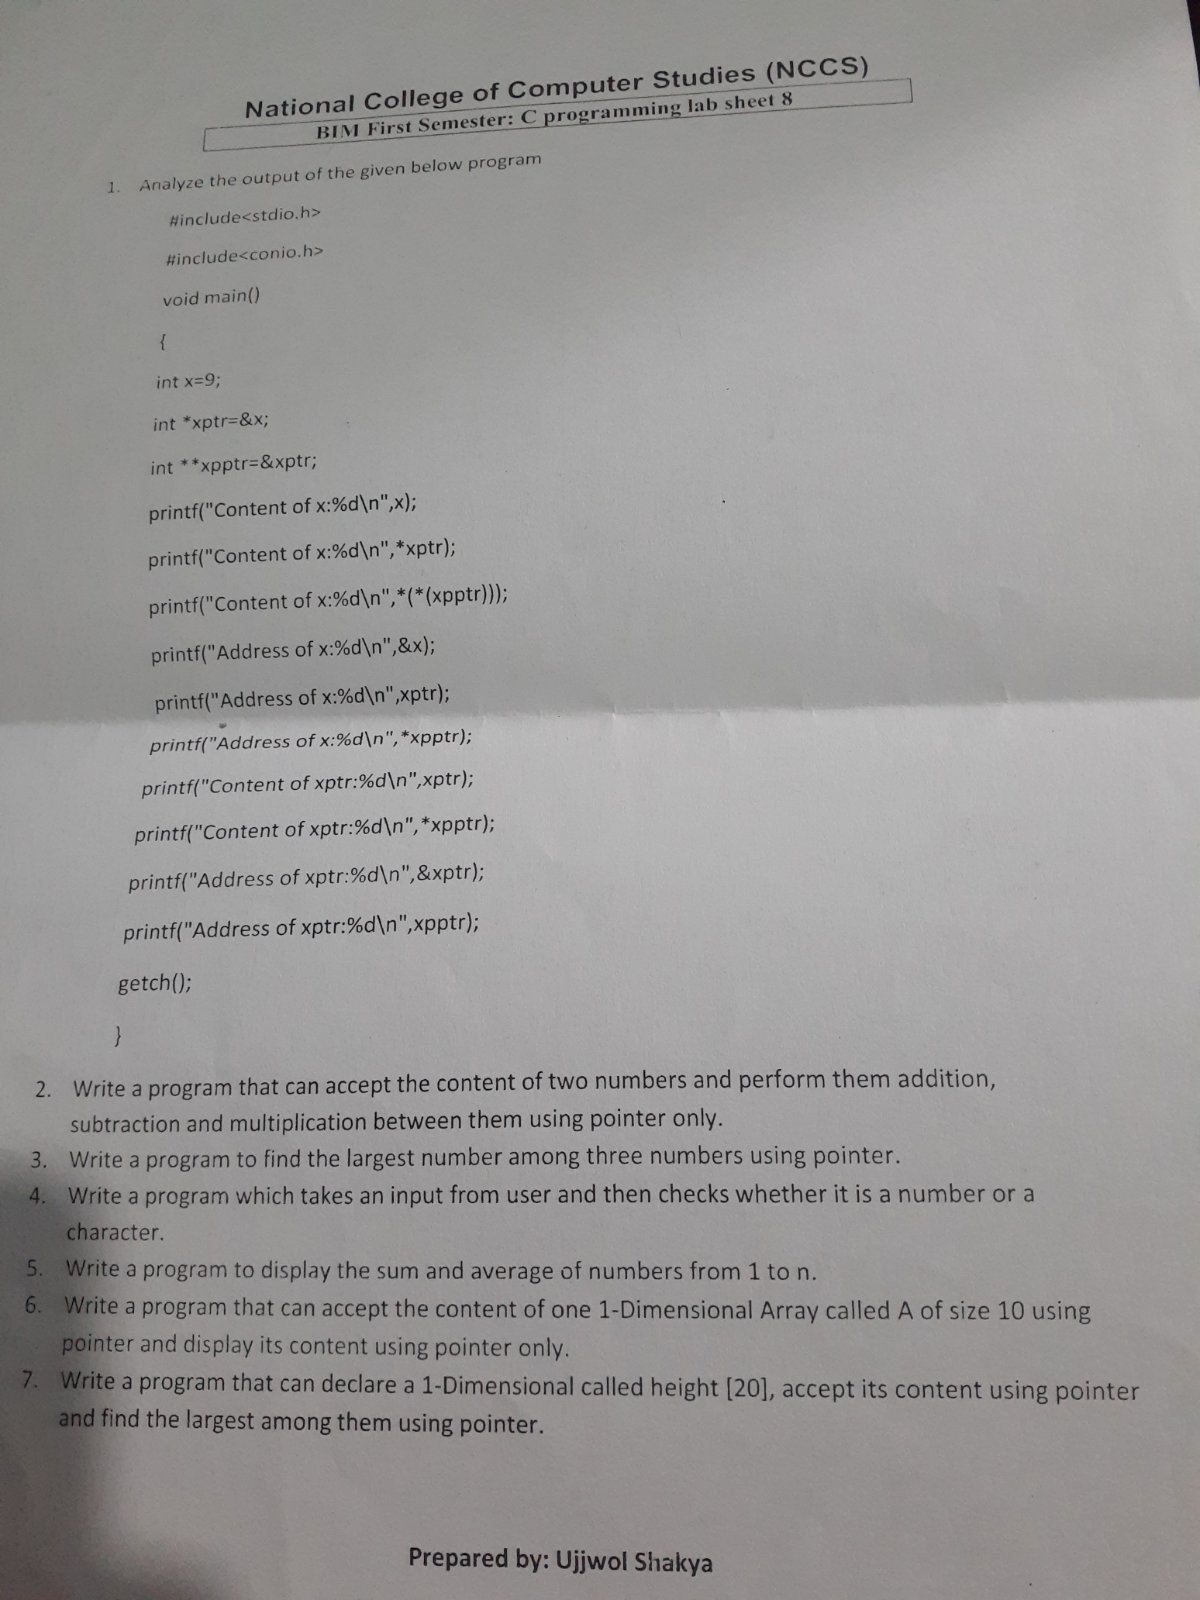 National College of Computer Studies (NCCS)
BIM First Semester: C programming lab sheet 8
1. Analyze the output of the given below program
#include<stdio.h>
#include<conio.h>
void main()
{
int x=9;
int *xptr=&x;
int **xpptr=&xptr;
printf("Content of x:%d\n",x);
printf("Content of x:%d\n",*xptr);
printf("Content of x:%d\n",*(*(xpptr)));
printf("Address of x:%d\n",&x);
printf("Address of x:%d\n",xptr);
printf("Address of x:%d\n",*xpptr);
printf("Content of xptr:%d\n",xptr);
printf("Content of xptr:%d\n",*xpptr);
printf("Address of xptr:%d\n",&xptr);
printf("Address of xptr:%d\n",xpptr);
getch();
}
2. Write a program that can accept the content of two numbers and perform them addition,
subtraction and multiplication between them using pointer only.
3. Write a program to find the largest number among three numbers using pointer.
4. Write a program which takes an input from user and then checks whether it is a number or a
character.
5. Write a program to display the sum and average of numbers from 1 to n.
6. Write a program that can accept the content of one 1-Dimensional Array called A of size 10 using
pointer and display its content using pointer only.
7. Write a program that can declare a 1-Dimensional called height [20], accept its content using pointer
and find the largest among them using pointer.
Prepared by: Ujjwol Shakya